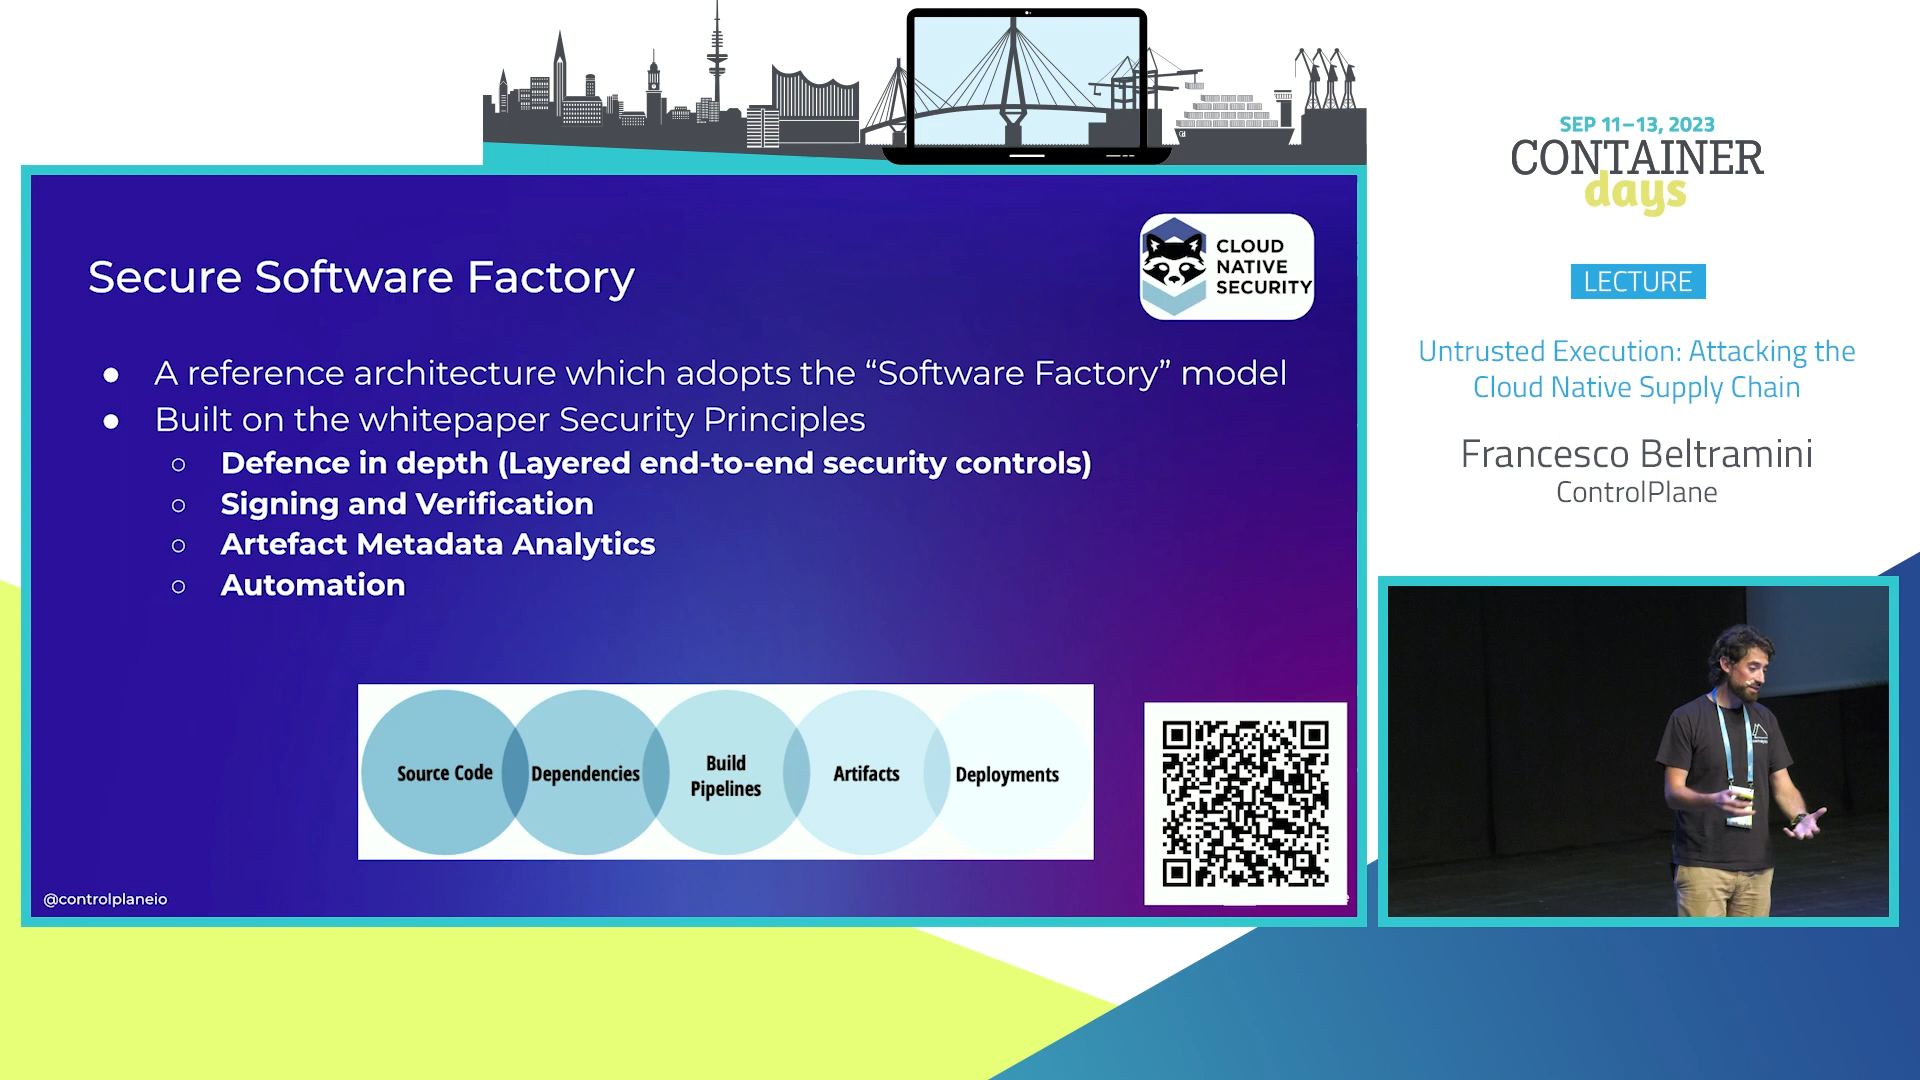 SEP 11–13, 2023
CONTAINER
days
LECTURE
Untrusted Execution: Attacking the
Cloud Native Supply Chain
Francesco Beltramini
ControlPlane
CLOUD
NATIVE
SECURITY
Secure Software Factory
● A reference architecture which adopts the “Software Factory” model
● Built on the whitepaper Security Principles
○ Defence in depth (Layered end-to-end security controls)
○ Signing and Verification
○ Artefact Metadata Analytics
○ Automation
Source Code
Dependencies
Build
Pipelines
Artifacts
Deployments
@controlplaneio